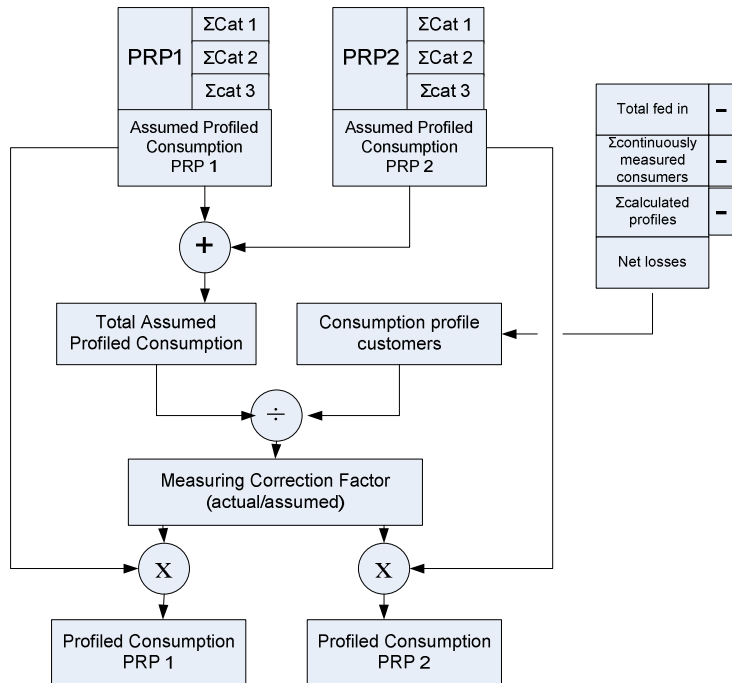 PRP1
ΣCat 1
ΣCat 2
Σcat 3
Assumed Profiled
Consumption
PRP 1
PRP2
ΣCat 1
ΣCat 2
Σcat 3
Assumed Profiled
Consumption
PRP 2
Total fed in
–
Σcontinuously
measured
consumers
–
Σcalculated
profiles
–
Net losses
+
Total Assumed
Profiled Consumption
Consumption profile
customers
÷
Measuring Correction Factor
(actual/assumed)
X
X
Profiled Consumption
PRP 1
Profiled Consumption
PRP 2